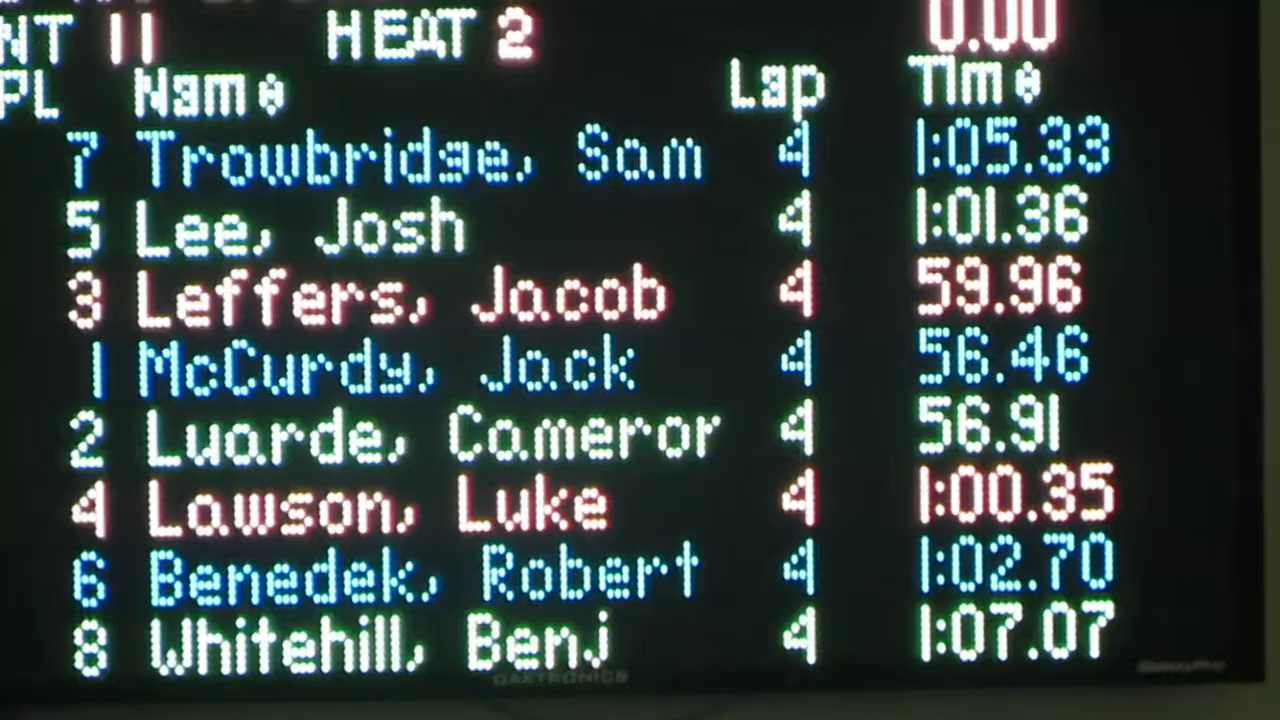 NT 11 HEAT 2 0.00
PL Name Lap Time
7 Trowbridge, Sam 4 1:05.33
5 Lee, Josh 4 1:01.36
3 Leffers, Jacob 4 59.96
1 McCurdy, Jack 4 56.46
2 Luarde, Cameror 4 56.91
4 Lawson, Luke 4 1:00.35
6 Benedek, Robert 4 1:02.70
8 Whitehill, Benj 4 1:07.07
DAKTRONICS GalaxyPro